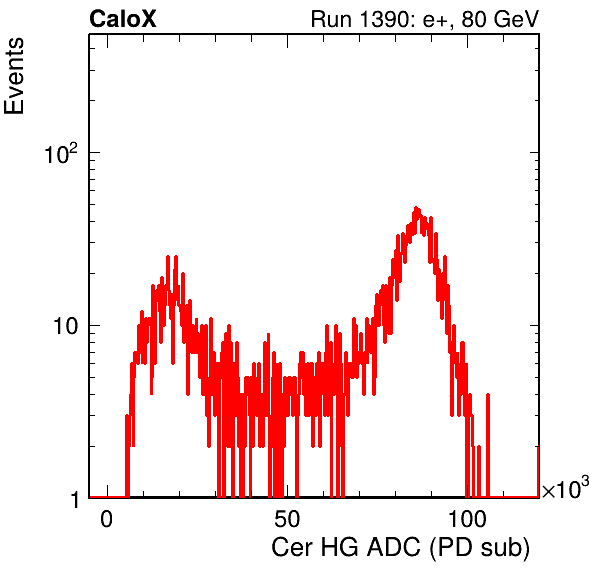 CaloX Run 1390: e+, 80 GeV
Events
10²
10
1
0 50 100 ×10³
Cer HG ADC (PD sub)